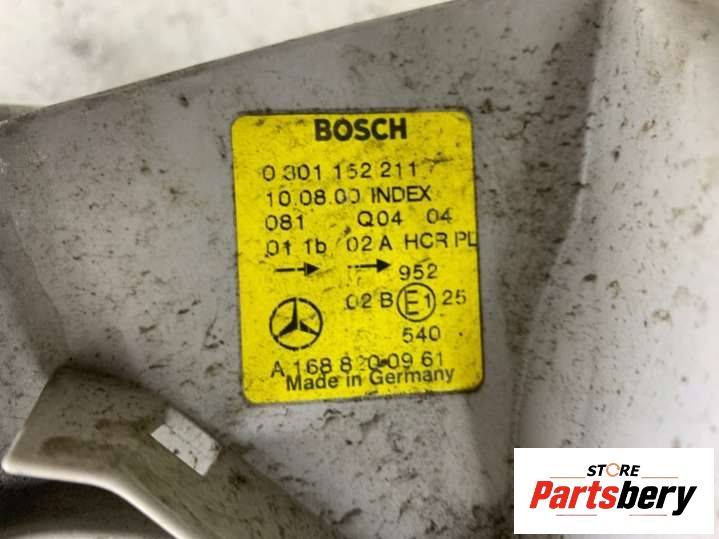 BOSCH
0 301 152 211
10.08.00 INDEX
081 Q04 04
01 1b 02 A HCR PL
952
02 B E1 25
540
A 168 820 09 61
Made in Germany
STORE
Partsbery